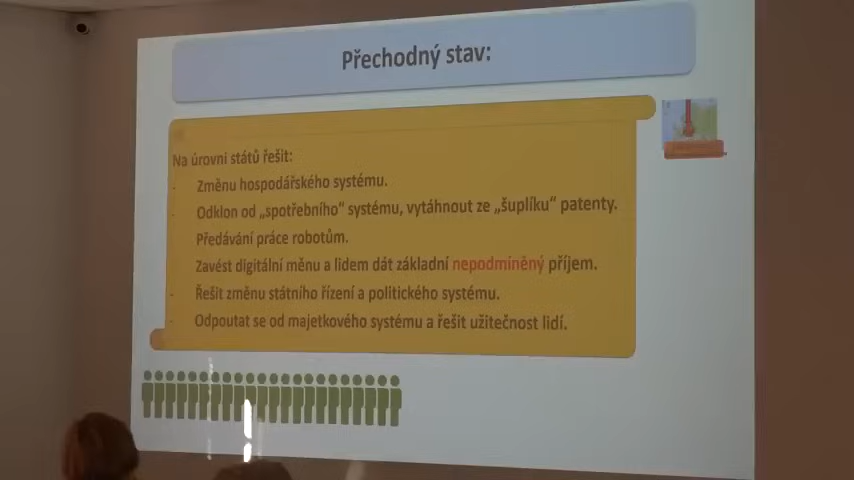 Přechodný stav:
Na úrovni států řešit:
- Změnu hospodářského systému.
- Odklon od „spotřebního“ systému, vytáhnout ze „šuplíku“ patenty.
Předávání práce robotům.
Zavést digitální měnu a lidem dát základní nepodmíněný příjem.
- Řešit změnu státního řízení a politického systému.
- Odpoutat se od majetkového systému a řešit užitečnost lidí.